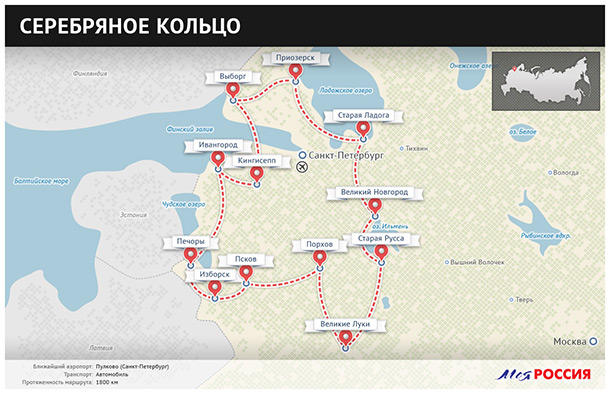 СЕРЕБРЯНОЕ КОЛЬЦО
Финляндия
Приозерск
Онежское озеро
Выборг
Ладожское озеро
Старая Ладога
Финский залив
оз. Белое
Ивангород
Тихвин
Кингисепп
Санкт-Петербург
Вологда
Балтийское море
Великий Новгород
Чудское озеро
Эстония
оз. Ильмень
Рыбинское вдхр.
Печоры
Псков
Порхов
Старая Русса
Изборск
Вышний Волочек
Тверь
Великие Луки
Латвия
Москва
Ближайший аэропорт: Пулково (Санкт-Петербург)
Транспорт: Автомобиль
Протяженность маршрута: 1800 км
Моя РОССИЯ